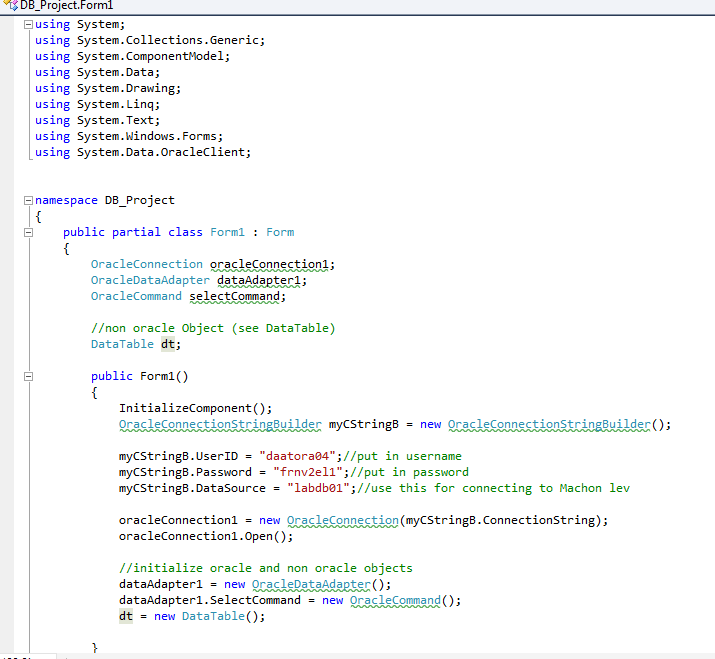 DB_Project.Form1
using System;
using System.Collections.Generic;
using System.ComponentModel;
using System.Data;
using System.Drawing;
using System.Linq;
using System.Text;
using System.Windows.Forms;
using System.Data.OracleClient;
namespace DB_Project
{
public partial class Form1 : Form
{
OracleConnection oracleConnection1;
OracleDataAdapter dataAdapter1;
OracleCommand selectCommand;
//non oracle Object (see DataTable)
DataTable dt;
public Form1()
{
InitializeComponent();
OracleConnectionStringBuilder myCStringB = new OracleConnectionStringBuilder();
myCStringB.UserID = "daatora04";//put in username
myCStringB.Password = "frnv2el1";//put in password
myCStringB.DataSource = "labdb01";//use this for connecting to Machon lev
oracleConnection1 = new OracleConnection(myCStringB.ConnectionString);
oracleConnection1.Open();
//initialize oracle and non oracle objects
dataAdapter1 = new OracleDataAdapter();
dataAdapter1.SelectCommand = new OracleCommand();
dt = new DataTable();
}